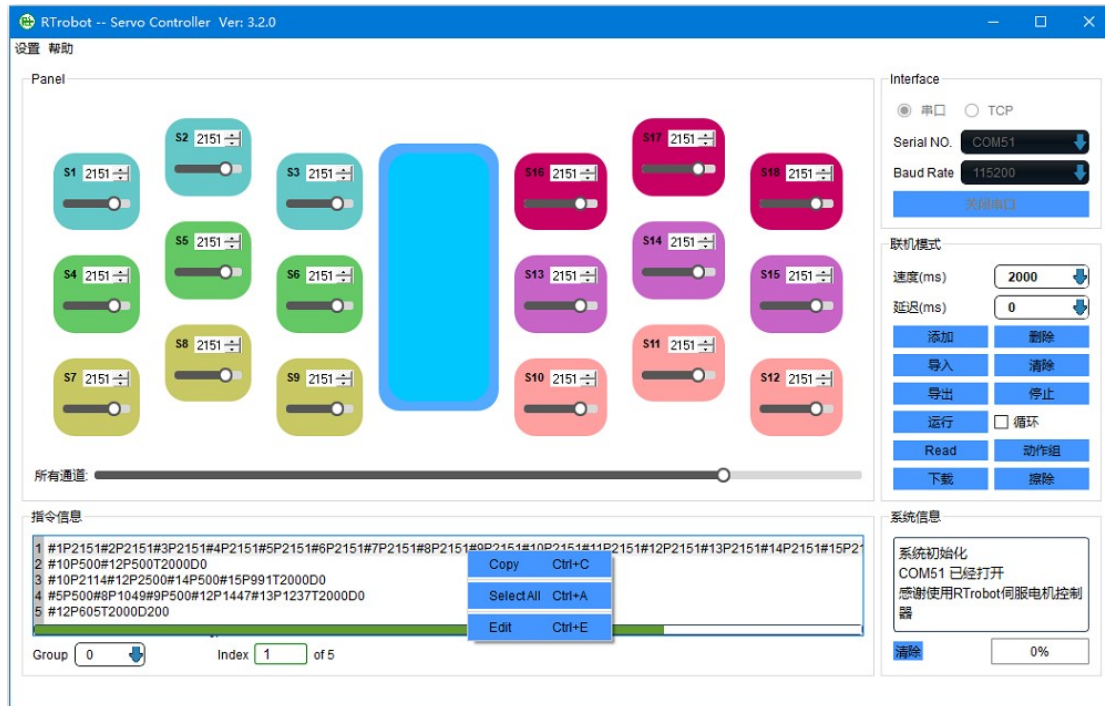 RTrobot -- Servo Controller Ver: 3.2.0
设置 帮助
Panel
S1 2151
S2 2151
S3 2151
S4 2151
S5 2151
S6 2151
S7 2151
S8 2151
S9 2151
S16 2151
S17 2151
S18 2151
S13 2151
S14 2151
S15 2151
S10 2151
S11 2151
S12 2151
所有通道:
Interface
串口 TCP
Serial NO. COM51
Baud Rate 115200
关闭串口
联机模式
速度(ms) 2000
延迟(ms) 0
添加 删除
导入 清除
导出 停止
运行 循环
Read 动作组
下载 擦除
指令信息
1 #1P2151#2P2151#3P2151#4P2151#5P2151#6P2151#7P2151#8P2151#9P2151#10P2151#11P2151#12P2151#13P2151#14P2151#15P21
2 #10P500#12P500T2000D0
3 #10P2114#12P2500#14P500#15P991T2000D0
4 #5P500#8P1049#9P500#12P1447#13P1237T2000D0
5 #12P605T2000D200
Copy Ctrl+C
Select All Ctrl+A
Edit Ctrl+E
Group 0 Index 1 of 5
系统信息
系统初始化
COM51 已经打开
感谢使用RTrobot伺服电机控制
器
清除 0%